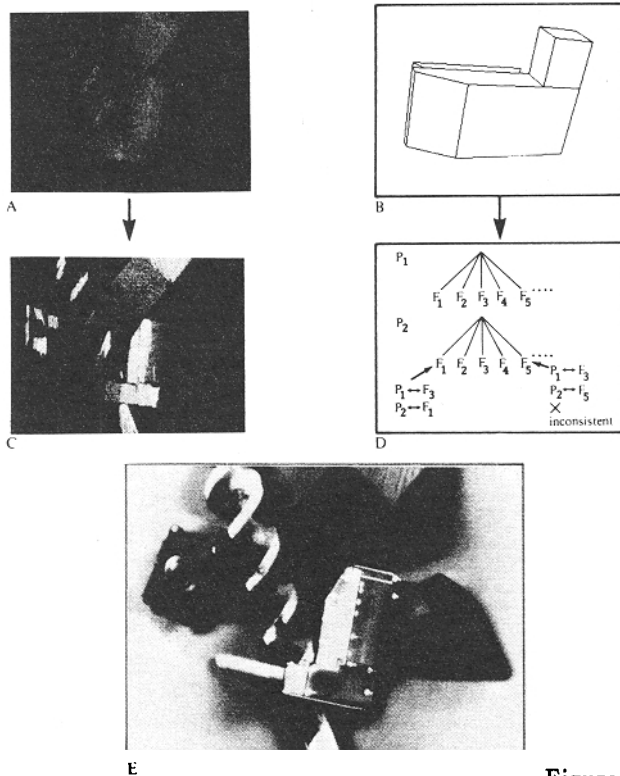 A
B
P1
F1 F2 F3 F4 F5 ....
P2
F1 F2 F3 F4 F5 ....
P1↔F3
P2↔F1
P1↔F3
P2↔F5
×
inconsistent
C
D
E
Figure